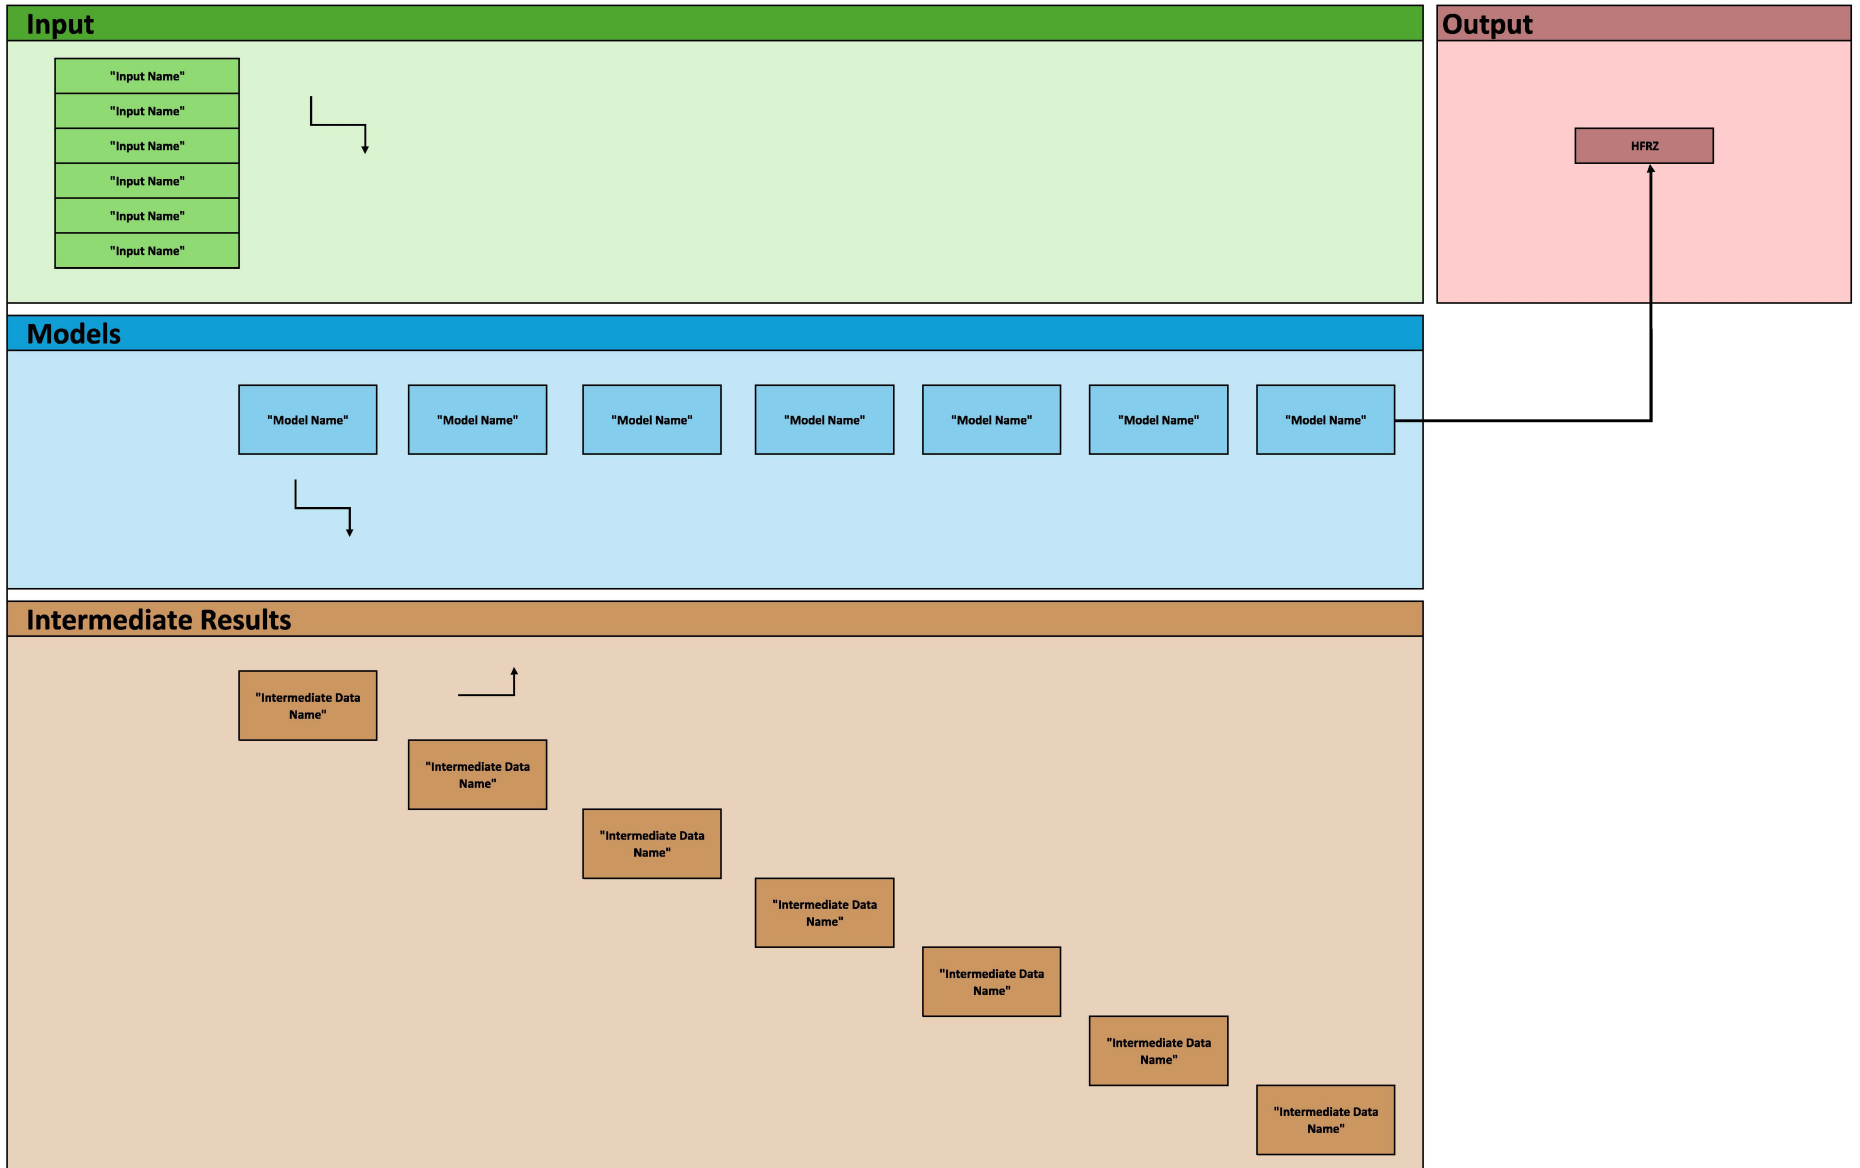 Input
"Input Name"
"Input Name"
"Input Name"
"Input Name"
"Input Name"
"Input Name"
Output
HFRZ
Models
"Model Name"
"Model Name"
"Model Name"
"Model Name"
"Model Name"
"Model Name"
"Model Name"
Intermediate Results
"Intermediate Data
Name"
"Intermediate Data
Name"
"Intermediate Data
Name"
"Intermediate Data
Name"
"Intermediate Data
Name"
"Intermediate Data
Name"
"Intermediate Data
Name"